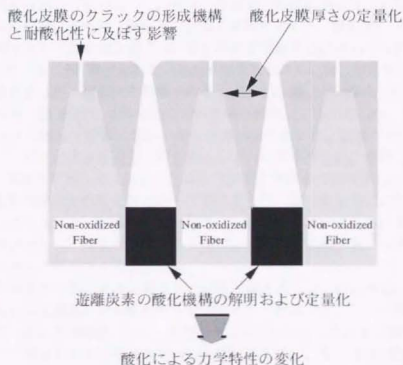 酸化皮膜のクラックの形成機構
と耐酸化性に及ぼす影響
酸化皮膜厚さの定量化
Non-oxidized
Fiber
Non-oxidized
Fiber
Non-oxidized
Fiber
遊離炭素の酸化機構の解明および定量化
酸化による力学特性の変化